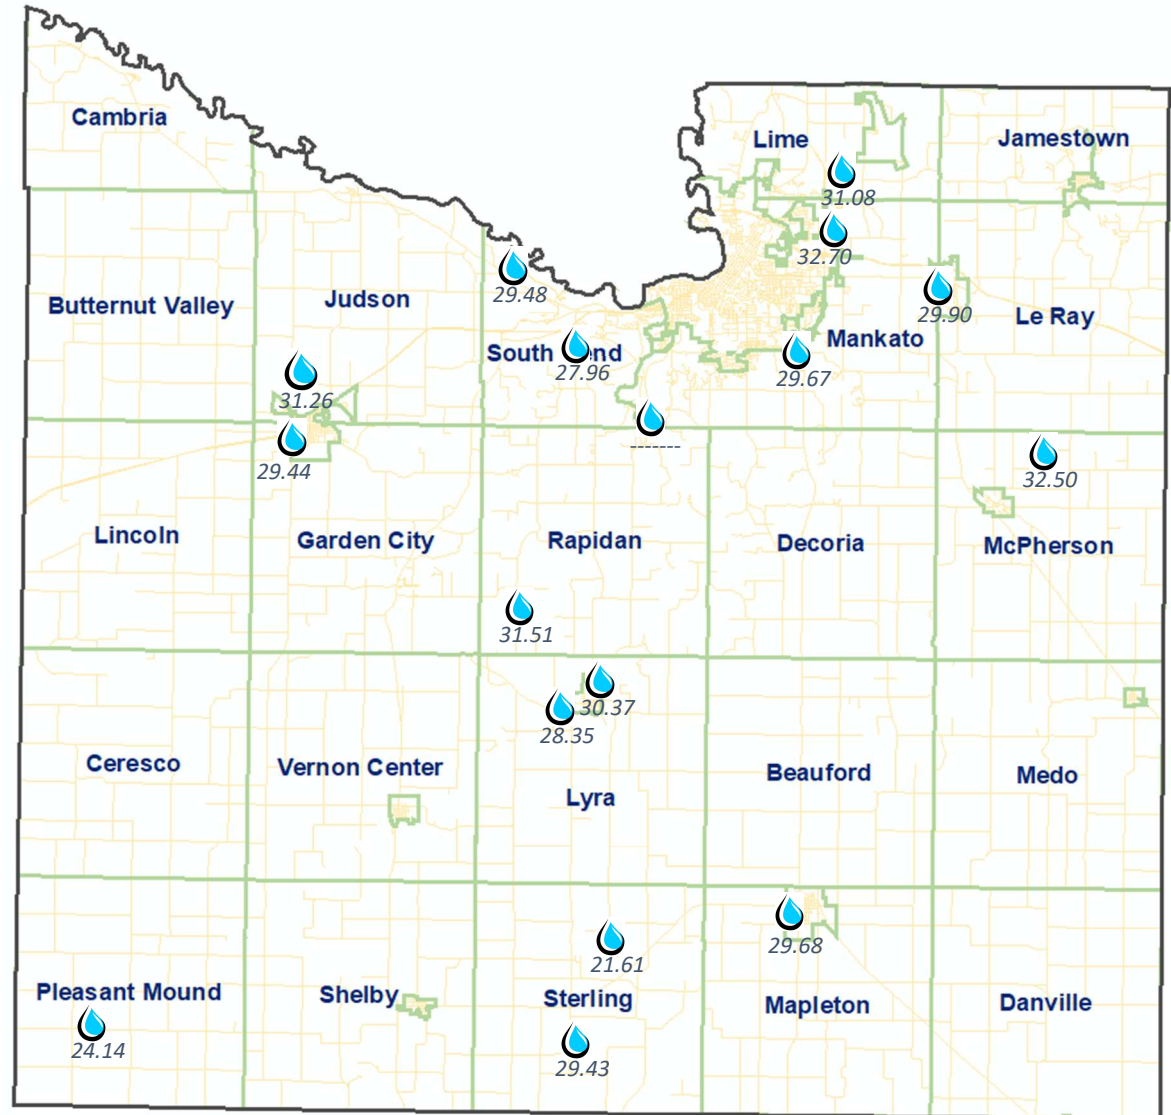 Cambria
Lime
Jamestown
31.08
32.70
Butternut Valley
Judson
29.48
29.90
Le Ray
South
nd
27.96
Mankato
29.67
31.26
-------
29.44
32.50
Lincoln
Garden City
Rapidan
Decoria
McPherson
31.51
30.37
28.35
Ceresco
Vernon Center
Lyra
Beauford
Medo
29.68
21.61
Pleasant Mound
Shelby
Sterling
Mapleton
Danville
24.14
29.43